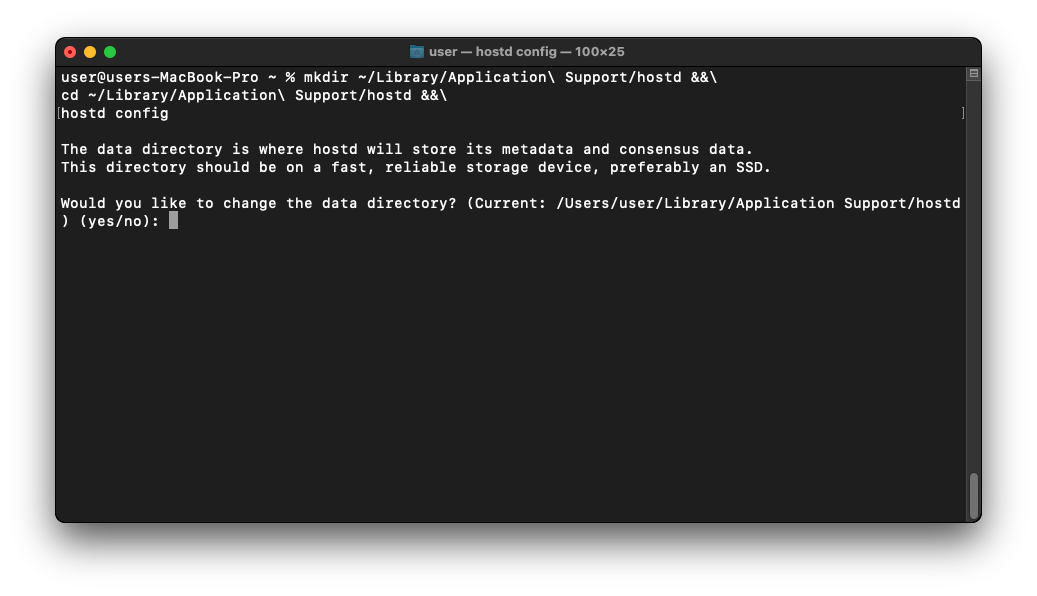 user — hostd config — 100×25
user@users-MacBook-Pro ~ % mkdir ~/Library/Application\ Support/hostd &&\
cd ~/Library/Application\ Support/hostd &&\
[hostd config ]
The data directory is where hostd will store its metadata and consensus data.
This directory should be on a fast, reliable storage device, preferably an SSD.
Would you like to change the data directory? (Current: /Users/user/Library/Application Support/hostd
) (yes/no):